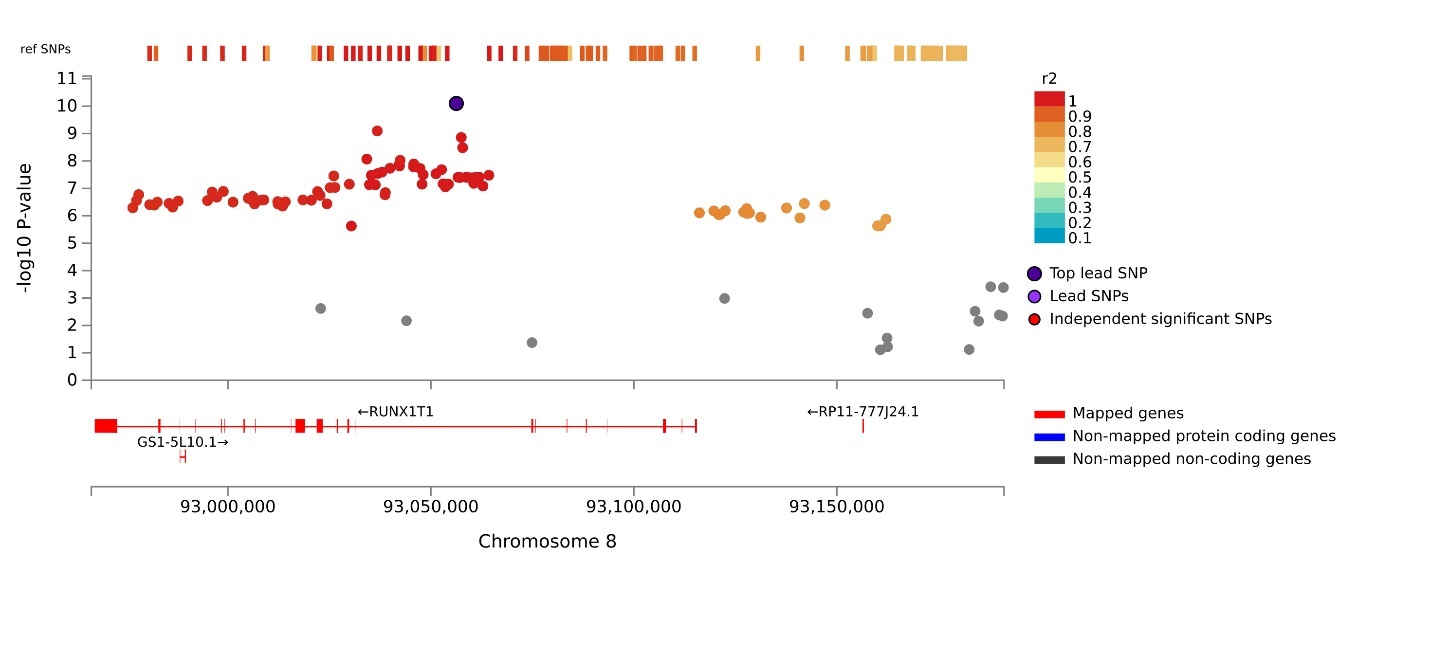 ref SNPs
11
10
9
8
7
6
5
4
3
2
1
0
-log10 P-value
r2
1
0.9
0.8
0.7
0.6
0.5
0.4
0.3
0.2
0.1
Top lead SNP
Lead SNPs
Independent significant SNPs
←RUNX1T1
←RP11-777J24.1
GS1-5L10.1→
Mapped genes
Non-mapped protein coding genes
Non-mapped non-coding genes
93,000,000
93,050,000
93,100,000
93,150,000
Chromosome 8